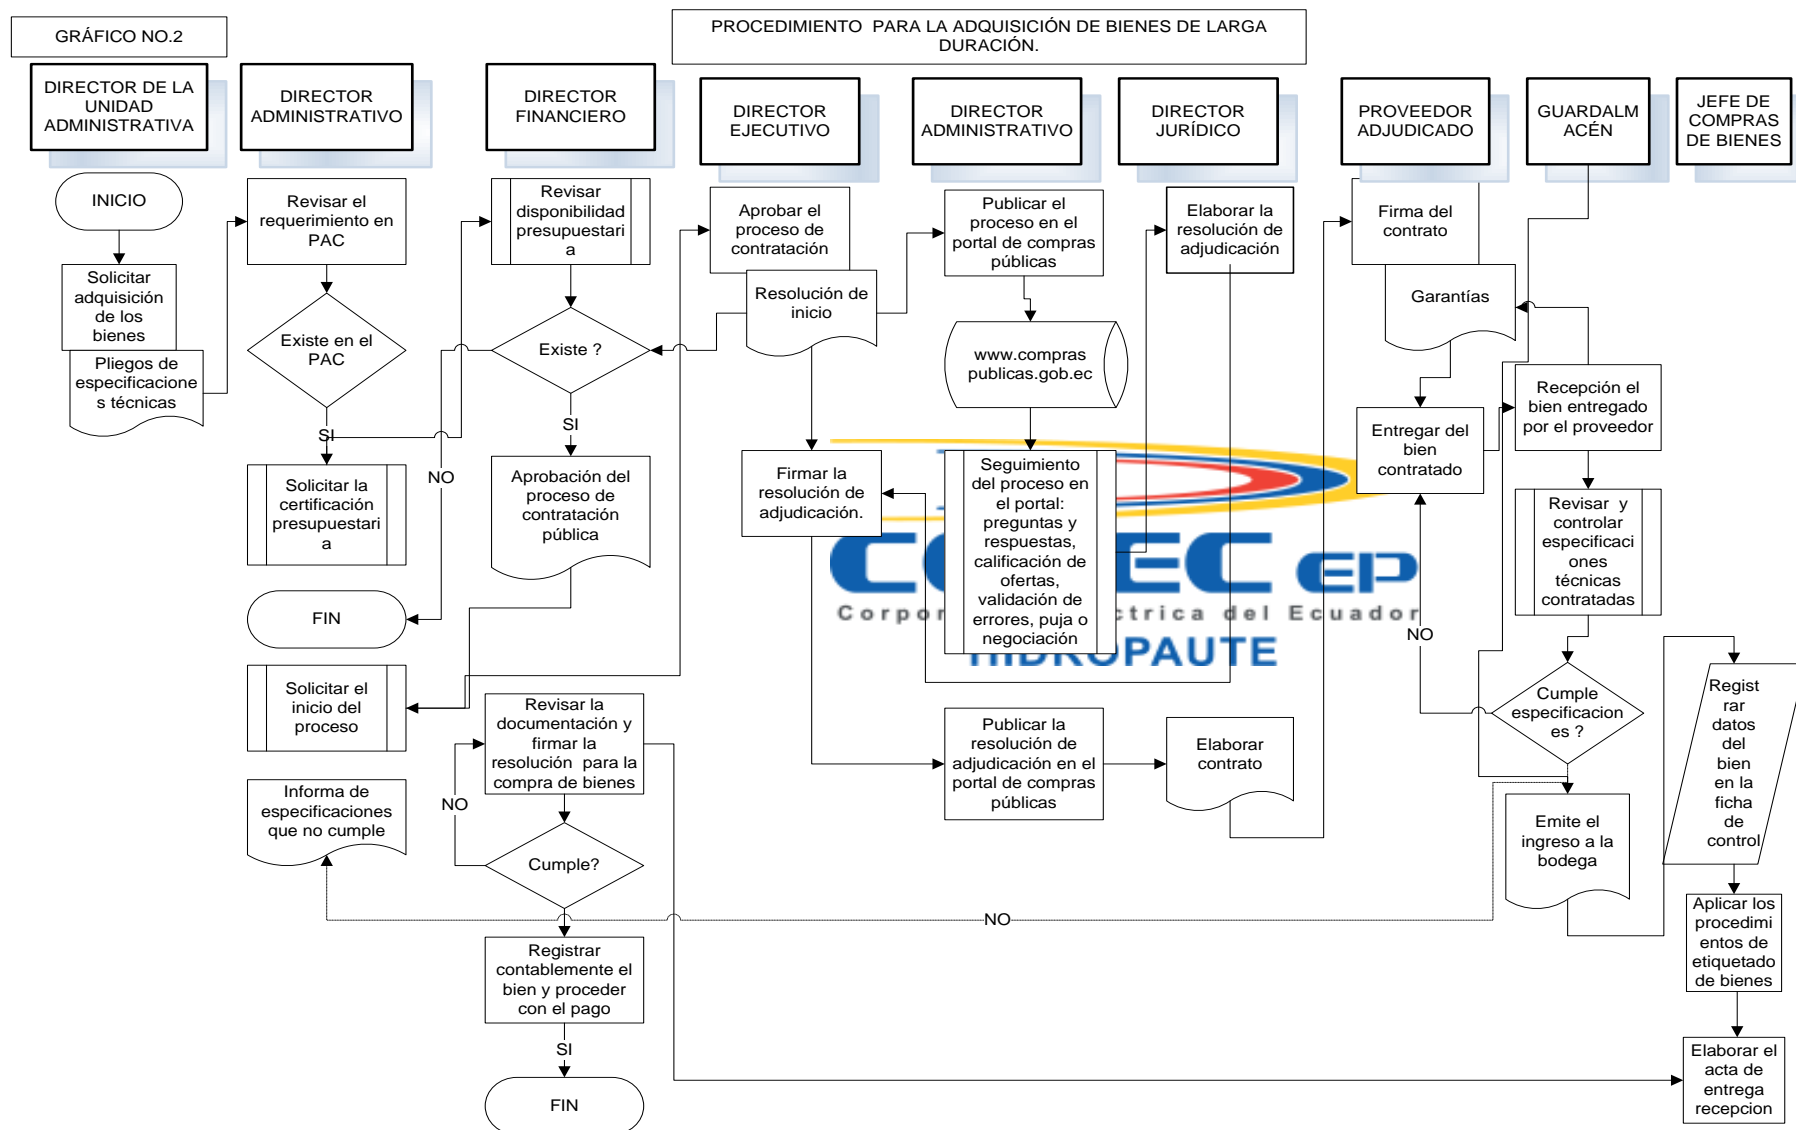 GRÁFICO NO.2
PROCEDIMIENTO PARA LA ADQUISICIÓN DE BIENES DE LARGA
DURACIÓN.
DIRECTOR DE LA
UNIDAD
ADMINISTRATIVA
DIRECTOR
ADMINISTRATIVO
DIRECTOR
FINANCIERO
DIRECTOR
EJECUTIVO
DIRECTOR
ADMINISTRATIVO
DIRECTOR
JURÍDICO
PROVEEDOR
ADJUDICADO
GUARDALM
ACÉN
JEFE DE
COMPRAS
DE BIENES
INICIO
Solicitar
adquisición
de los
bienes
Pliegos de
especificacione
s técnicas
Revisar el
requerimiento en
PAC
Existe en el
PAC
SI
Solicitar la
certificación
presupuestari
a
FIN
Solicitar el
inicio del
proceso
Informa de
especificaciones
que no cumple
Revisar
disponibilidad
presupuestari
a
Existe ?
NO
SI
Aprobación del
proceso de
contratación
pública
Revisar la
documentación y
firmar la
resolución para la
compra de bienes
NO
Cumple?
Registrar
contablemente el
bien y proceder
con el pago
SI
FIN
Aprobar el
proceso de
contratación
Resolución de
inicio
Firmar la
resolución de
adjudicación.
Publicar el
proceso en el
portal de compras
públicas
www.compras
publicas.gob.ec
Seguimiento
del proceso en
el portal:
preguntas y
respuestas,
calificación de
ofertas,
validación de
errores, puja o
negociación
Publicar la
resolución de
adjudicación en el
portal de compras
públicas
NO
Elaborar la
resolución de
adjudicación
Elaborar
contrato
Firma del
contrato
Garantías
Entregar del
bien
contratado
NO
Recepción el
bien entregado
por el proveedor
Revisar y
controlar
especificaci
ones
técnicas
contratadas
Cumple
especificacion
es ?
Emite el
ingreso a la
bodega
Regist
rar
datos
del
bien
en la
ficha
de
control
Aplicar los
procedimi
entos de
etiquetado
de bienes
Elaborar el
acta de
entrega
recepcion
EC EP
del Ecuador
HIDROPAUTE